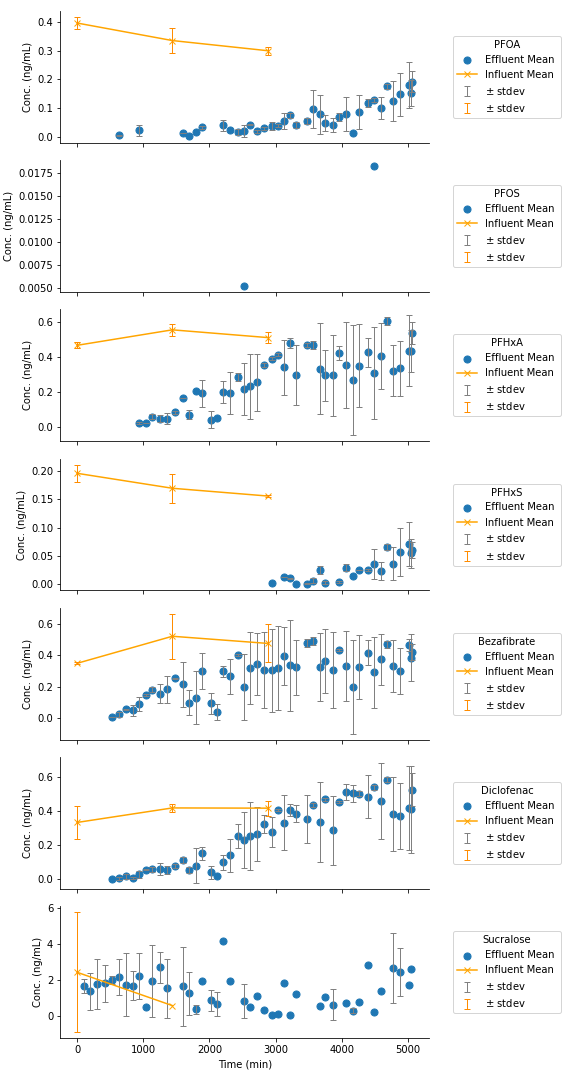 PFOA
Effluent Mean
Influent Mean
± stdev
± stdev
0.4
0.3
0.2
0.1
0.0
Conc. (ng/mL)
PFOS
Effluent Mean
Influent Mean
± stdev
± stdev
0.0175
0.0150
0.0125
0.0100
0.0075
0.0050
Conc. (ng/mL)
PFHxA
Effluent Mean
Influent Mean
± stdev
± stdev
0.6
0.4
0.2
0.0
Conc. (ng/mL)
PFHxS
Effluent Mean
Influent Mean
± stdev
± stdev
0.20
0.15
0.10
0.05
0.00
Conc. (ng/mL)
Bezafibrate
Effluent Mean
Influent Mean
± stdev
± stdev
0.6
0.4
0.2
0.0
Conc. (ng/mL)
Diclofenac
Effluent Mean
Influent Mean
± stdev
± stdev
0.6
0.4
0.2
0.0
Conc. (ng/mL)
Sucralose
Effluent Mean
Influent Mean
± stdev
± stdev
6
4
2
0
Conc. (ng/mL)
0 1000 2000 3000 4000 5000
Time (min)